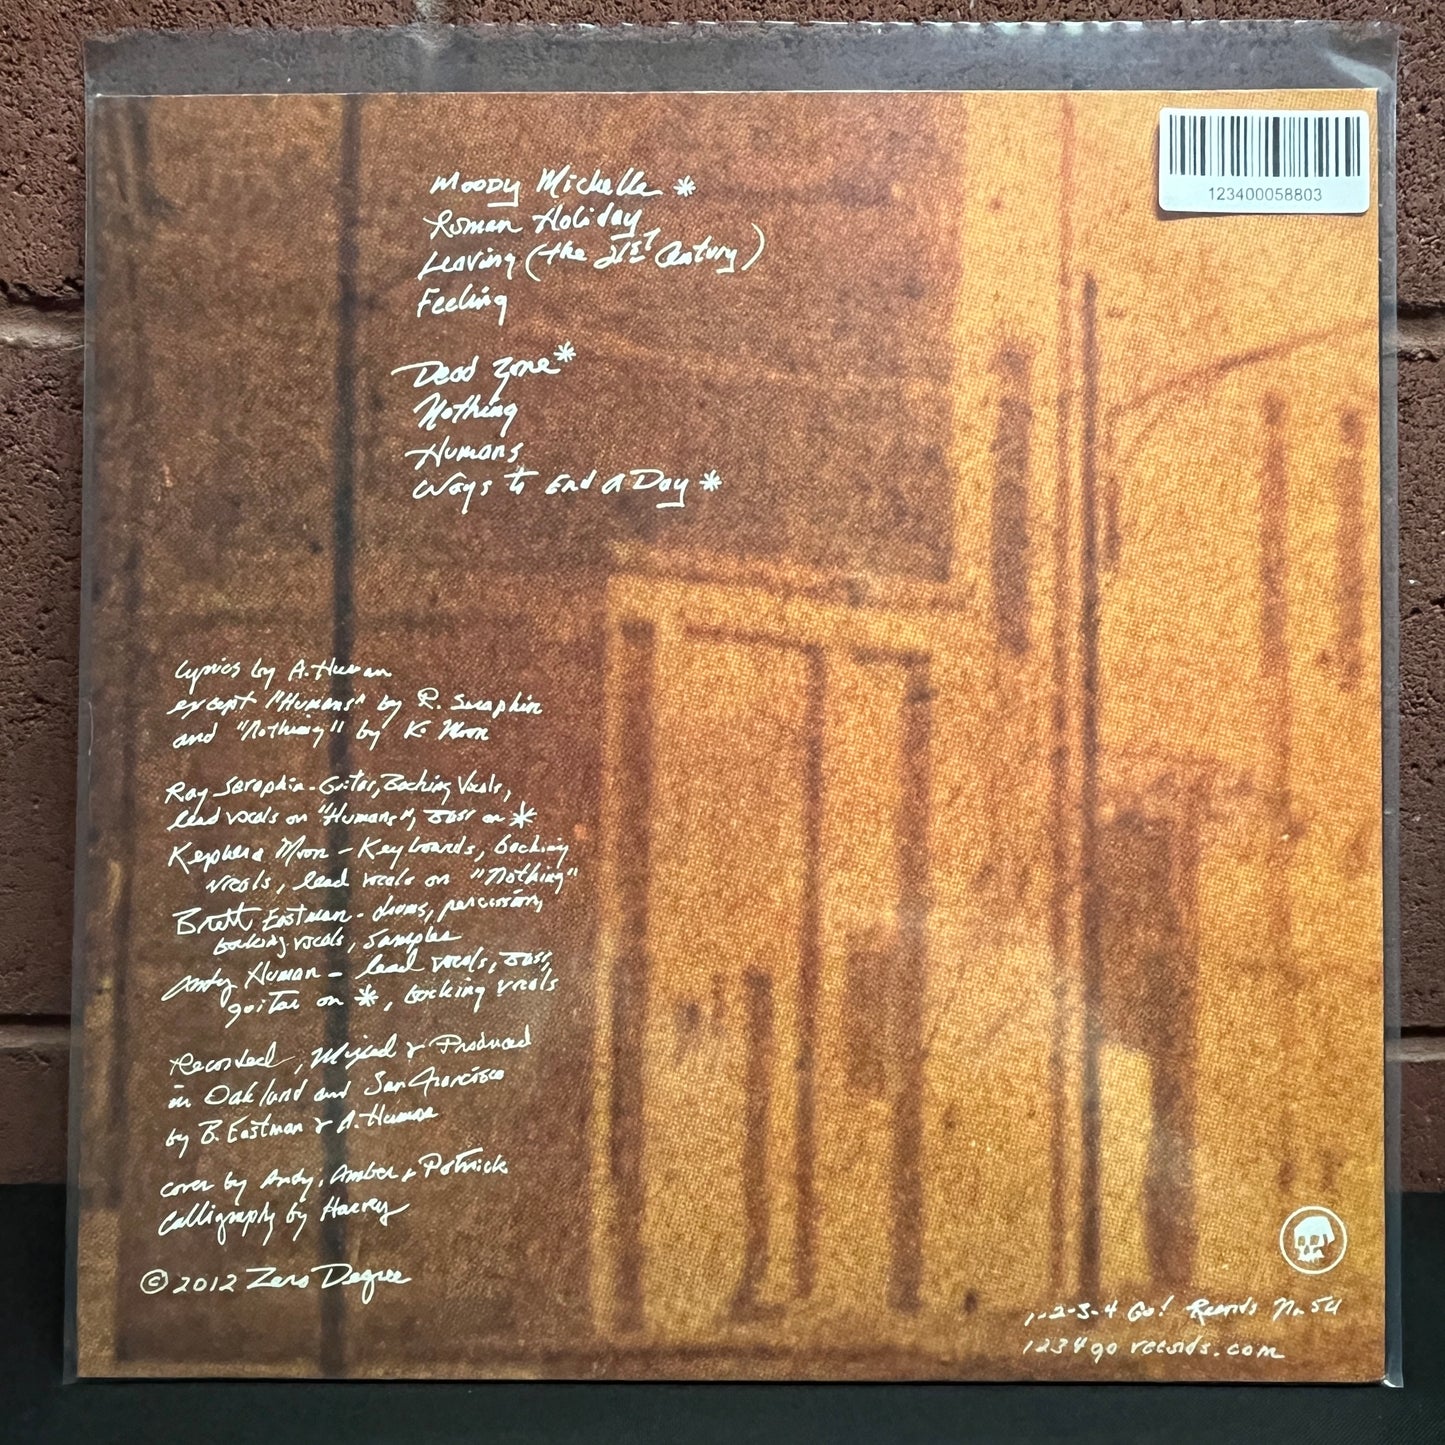 123400058803
Moody Michelle *
Roman Holiday
Leaving (the 21st Century)
Feeling
Dead Zone *
Nothing
Humans
Ways to End a Day *
Lyrics by A. Human
except "Humans" by R. Seraphin
and "Nothing" by K. Moon
Ray Seraphin - Guitar, Backing Vocals,
lead vocals on "Humans", Bass on *
Kephera Moon - Keyboards, backing
vocals, lead vocals on "Nothing"
Brett Eastman - drums, percussion,
backing vocals, samples
Andy Human - lead vocals, Bass,
guitar on *, backing vocals
Recorded, Mixed & Produced
in Oakland and San Francisco
by B. Eastman & A. Human
cover by Andy, Amber & Patrick
Calligraphy by Harvey
© 2012 Zero Degree
1-2-3-4 Go! Records No 54
1234gorecords.com